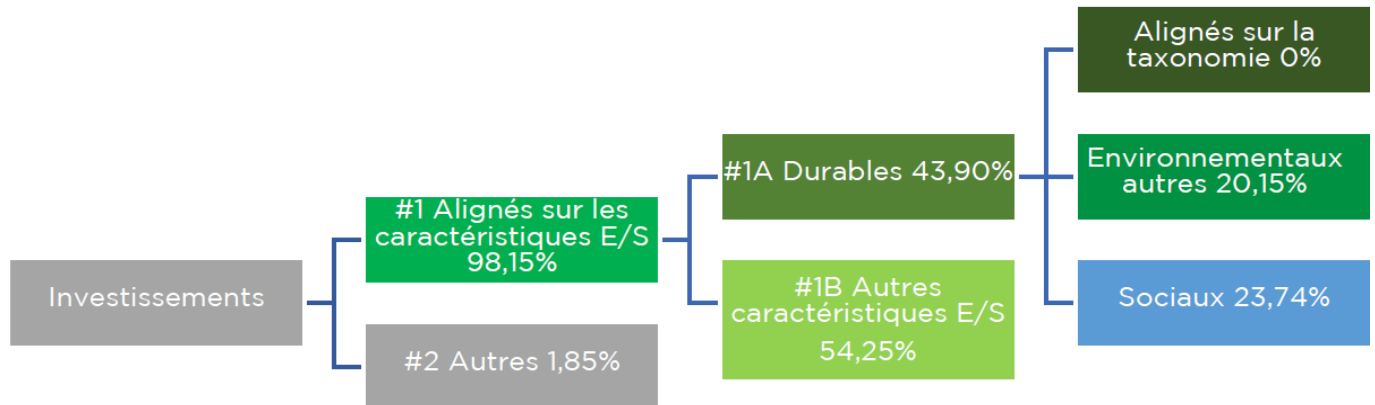 Investissements
#1 Alignés sur les
caractéristiques E/S
98,15%
#2 Autres 1,85%
#1A Durables 43,90%
#1B Autres
caractéristiques E/S
54,25%
Alignés sur la
taxonomie 0%
Environnementaux
autres 20,15%
Sociaux 23,74%